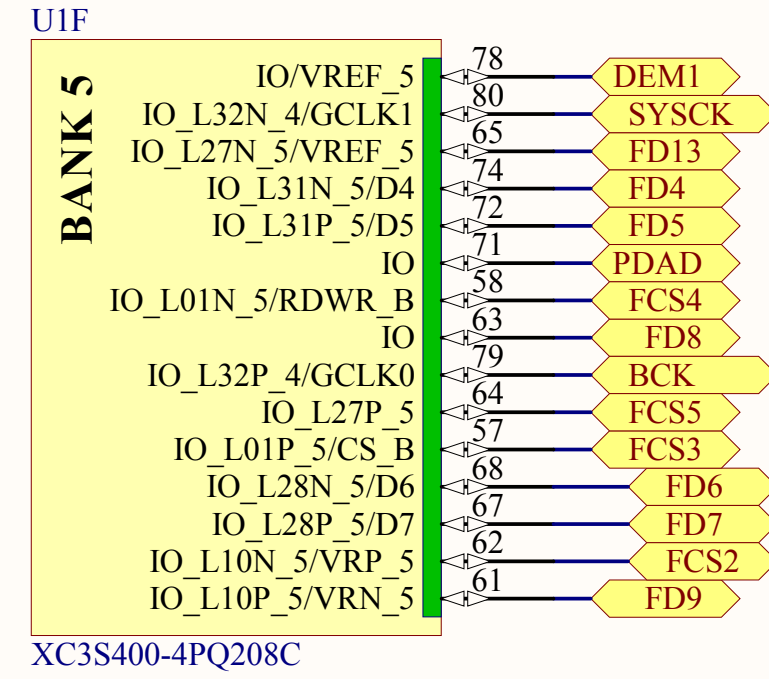 U1F
BANK 5
IO/VREF_5 78 DEM1
IO_L32N_4/GCLK1 80 SYSCK
IO_L27N_5/VREF_5 65 FD13
IO_L31N_5/D4 74 FD4
IO_L31P_5/D5 72 FD5
IO 71 PDAD
IO_L01N_5/RDWR_B 58 FCS4
IO 63 FD8
IO_L32P_4/GCLK0 79 BCK
IO_L27P_5 64 FCS5
IO_L01P_5/CS_B 57 FCS3
IO_L28N_5/D6 68 FD6
IO_L28P_5/D7 67 FD7
IO_L10N_5/VRP_5 62 FCS2
IO_L10P_5/VRN_5 61 FD9
XC3S400-4PQ208C